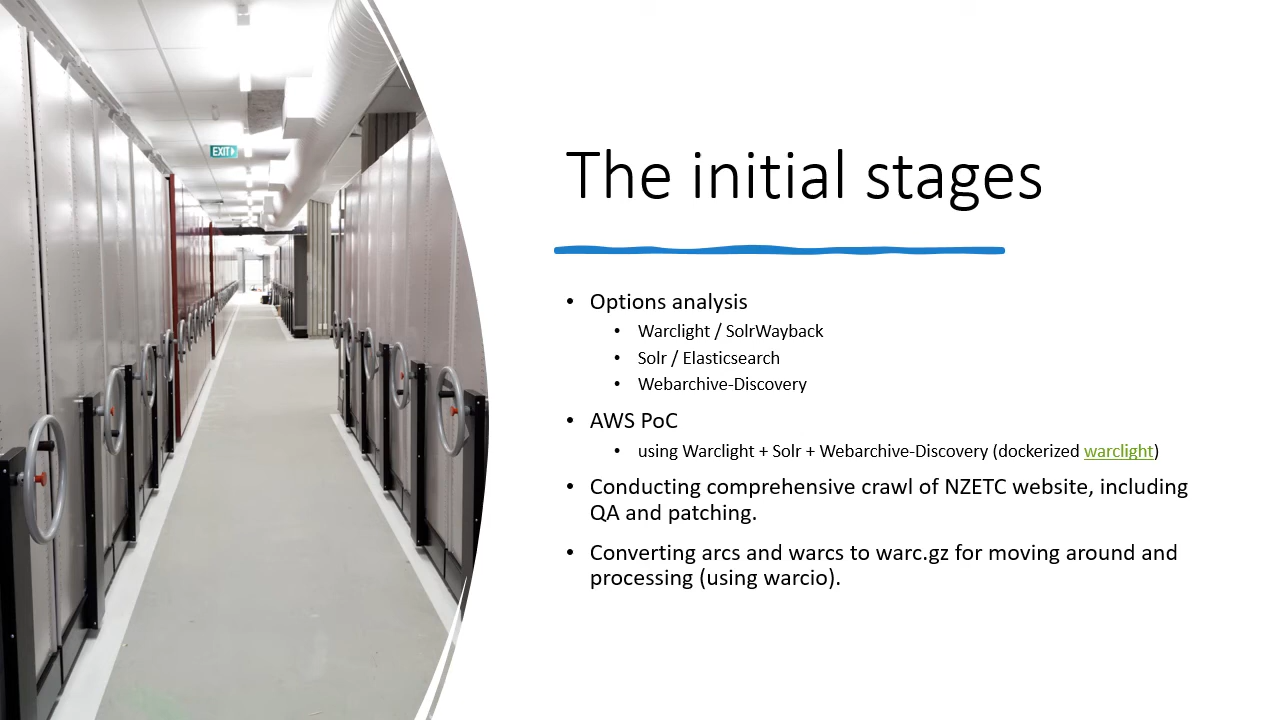 EXIT
The initial stages
• Options analysis
• Warclight / SolrWayback
• Solr / Elasticsearch
• Webarchive-Discovery
• AWS PoC
• using Warclight + Solr + Webarchive-Discovery (dockerized warclight)
• Conducting comprehensive crawl of NZETC website, including
QA and patching.
• Converting arcs and warcs to warc.gz for moving around and
processing (using warcio).